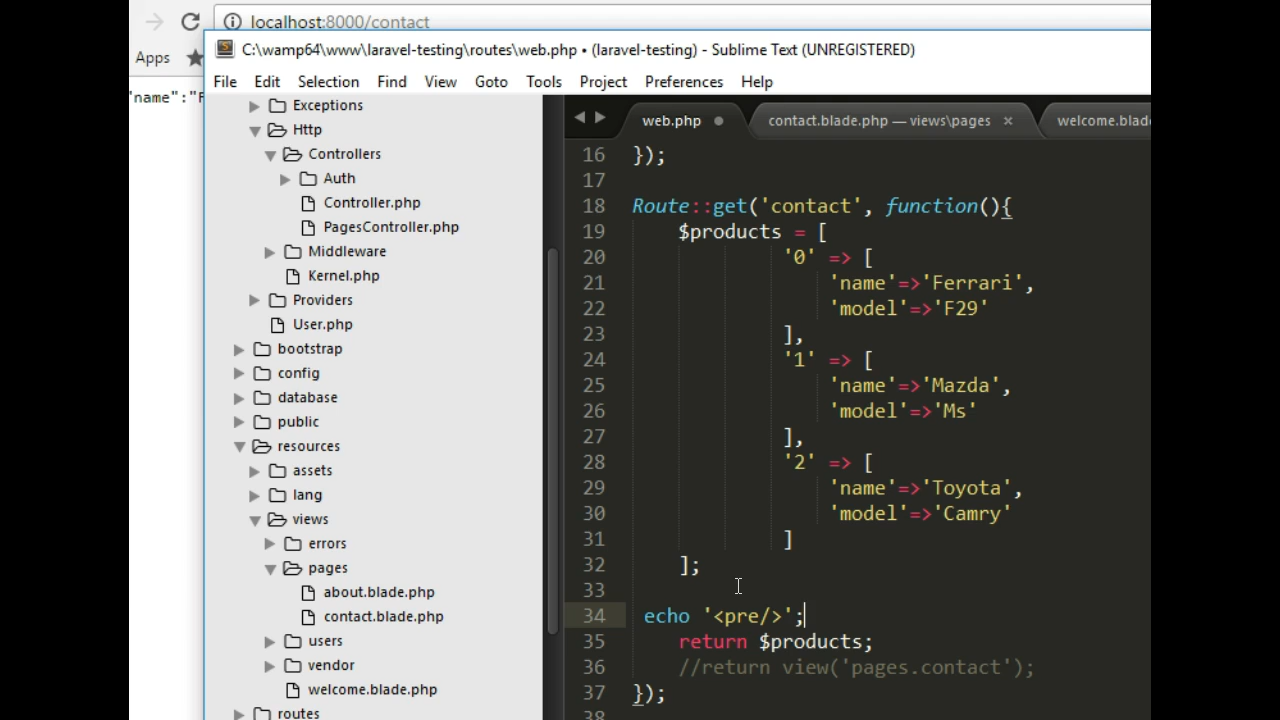 localhost:8000/contact
C:\wamp64\www\laravel-testing\routes\web.php • (laravel-testing) - Sublime Text (UNREGISTERED)
Apps
File Edit Selection Find View Goto Tools Project Preferences Help
"name":"F
Exceptions
Http
Controllers
Auth
Controller.php
PagesController.php
Middleware
Kernel.php
Providers
User.php
bootstrap
config
database
public
resources
assets
lang
views
errors
pages
about.blade.php
contact.blade.php
users
vendor
welcome.blade.php
routes
web.php contact.blade.php — views\pages × welcome.blad
16 });
17
18 Route::get('contact', function(){
19 $products = [
20 '0' => [
21 'name'=>'Ferrari',
22 'model'=>'F29'
23 ],
24 '1' => [
25 'name'=>'Mazda',
26 'model'=>'Ms'
27 ],
28 '2' => [
29 'name'=>'Toyota',
30 'model'=>'Camry'
31 ]
32 ];
33
34 echo '<pre/>';
35 return $products;
36 //return view('pages.contact');
37 });
38